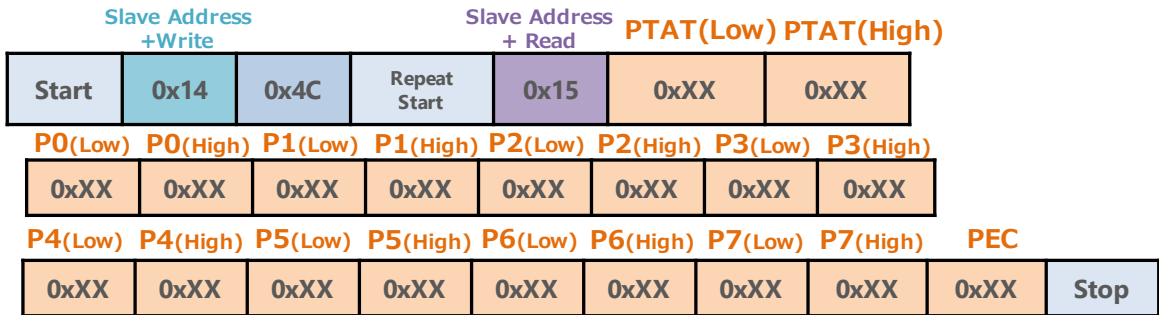 Slave Address
+Write
Slave Address
+ Read
PTAT(Low) PTAT(High)
Start 0x14 0x4C Repeat Start 0x15 0xXX 0xXX
P0(Low) P0(High) P1(Low) P1(High) P2(Low) P2(High) P3(Low) P3(High)
0xXX 0xXX 0xXX 0xXX 0xXX 0xXX 0xXX 0xXX
P4(Low) P4(High) P5(Low) P5(High) P6(Low) P6(High) P7(Low) P7(High) PEC
0xXX 0xXX 0xXX 0xXX 0xXX 0xXX 0xXX 0xXX 0xXX Stop